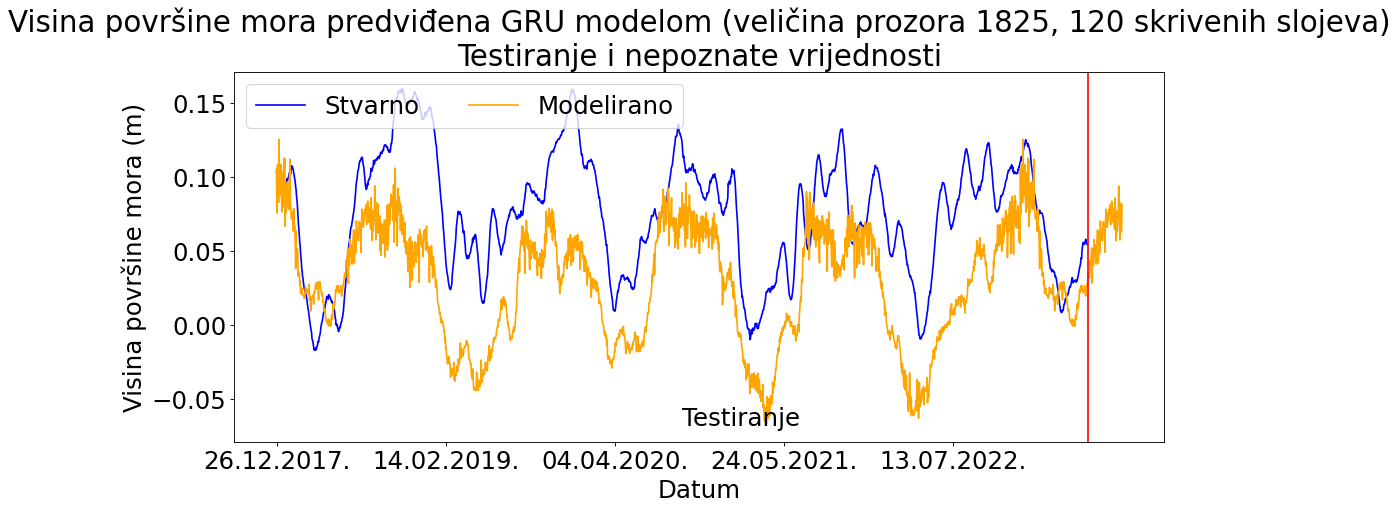 Visina površine mora predviđena GRU modelom (veličina prozora 1825, 120 skrivenih slojeva)
Testiranje i nepoznate vrijednosti
Stvarno Modelirano
Visina površine mora (m)
0.15
0.10
0.05
0.00
−0.05
Testiranje
26.12.2017. 14.02.2019. 04.04.2020. 24.05.2021. 13.07.2022.
Datum